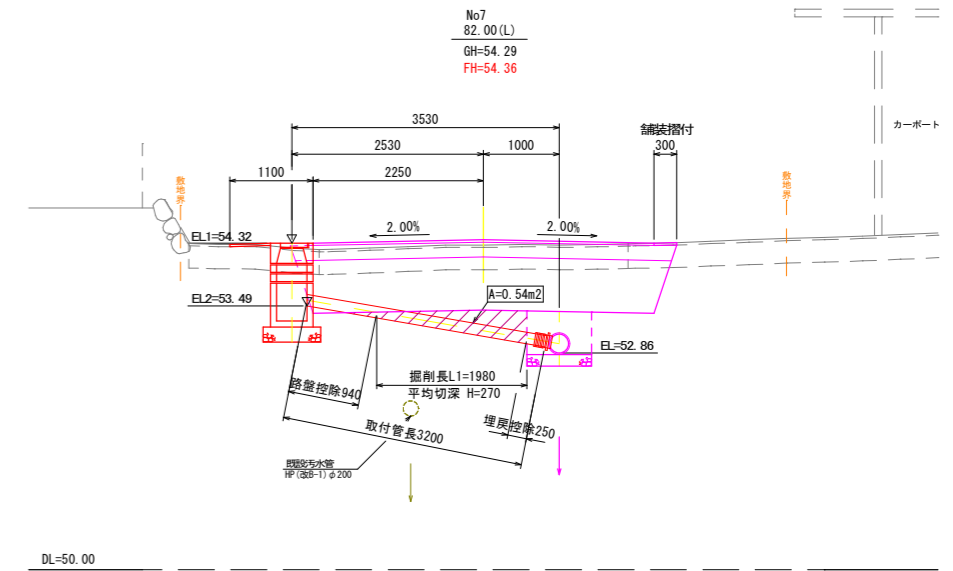 No7
82.00(L)
GH=54.29
FH=54.36
カーポート
3530
舗装摺付
2530
1000
300
1100
2250
敷地界
敷地界
2.00%
2.00%
EL1=54.32
A=0.54m2
EL2=53.49
EL=52.86
掘削長L1=1980
路盤控除940
平均切深 H=270
埋戻控除250
取付管長3200
既設汚水管
HP(改B-1)φ200
DL=50.00